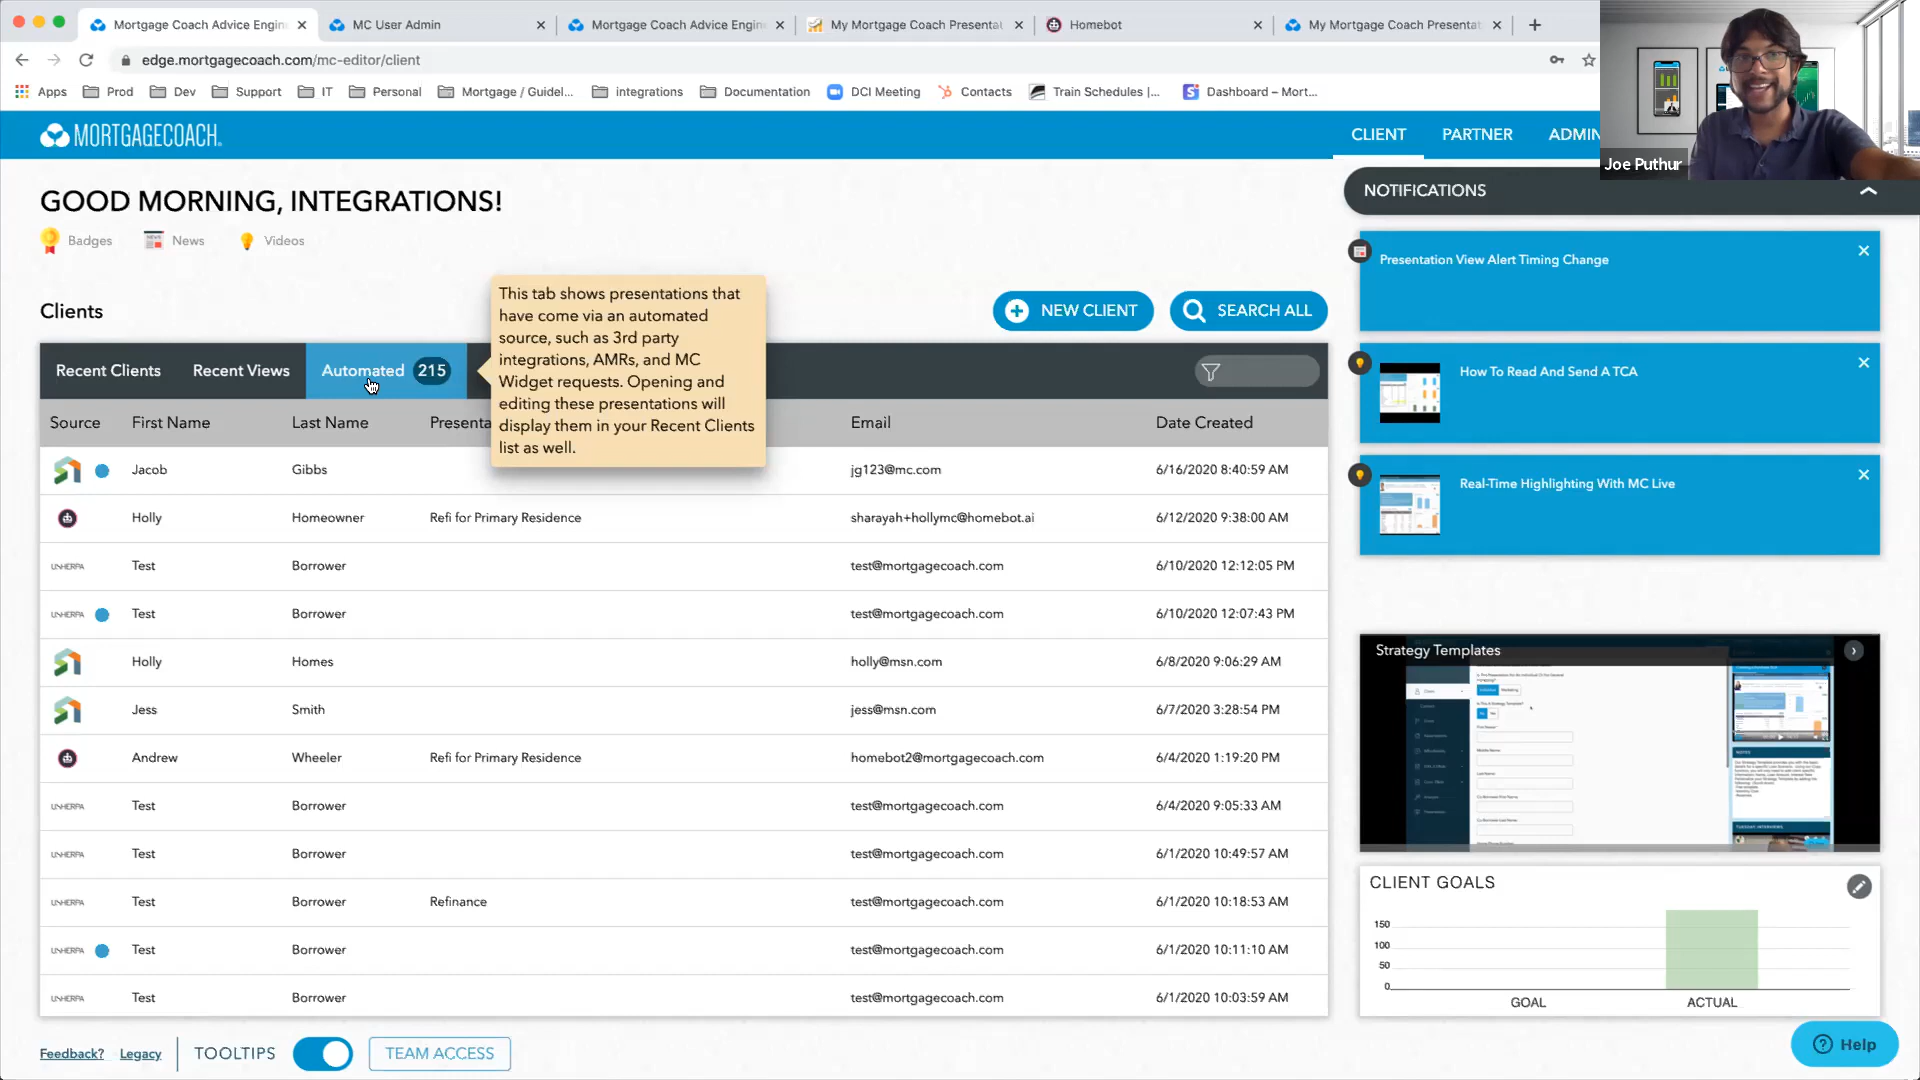 Mortgage Coach Advice Engin
MC User Admin
Mortgage Coach Advice Engin
My Mortgage Coach Presenta
Homebot
My Mortgage Coach Presentat
edge.mortgagecoach.com/mc-editor/client
Apps
Prod
Dev
Support
IT
Personal
Mortgage / Guidel...
integrations
Documentation
DCI Meeting
Contacts
Train Schedules |...
Dashboard – Mort...
MORTGAGECOACH
CLIENT
PARTNER
ADMIN
Joe Puthur
GOOD MORNING, INTEGRATIONS!
Badges
News
Videos
Clients
NEW CLIENT
SEARCH ALL
Recent Clients
Recent Views
Automated 215
This tab shows presentations that
have come via an automated
source, such as 3rd party
integrations, AMRs, and MC
Widget requests. Opening and
editing these presentations will
display them in your Recent Clients
list as well.
Source First Name Last Name Presenta Email Date Created
Jacob Gibbs jg123@mc.com 6/16/2020 8:40:59 AM
Holly Homeowner Refi for Primary Residence sharayah+hollymc@homebot.ai 6/12/2020 9:38:00 AM
Test Borrower test@mortgagecoach.com 6/10/2020 12:12:05 PM
Test Borrower test@mortgagecoach.com 6/10/2020 12:07:43 PM
Holly Homes holly@msn.com 6/8/2020 9:06:29 AM
Jess Smith jess@msn.com 6/7/2020 3:28:54 PM
Andrew Wheeler Refi for Primary Residence homebot2@mortgagecoach.com 6/4/2020 1:19:20 PM
Test Borrower test@mortgagecoach.com 6/4/2020 9:05:33 AM
Test Borrower test@mortgagecoach.com 6/1/2020 10:49:57 AM
Test Borrower Refinance test@mortgagecoach.com 6/1/2020 10:18:53 AM
Test Borrower test@mortgagecoach.com 6/1/2020 10:11:10 AM
Test Borrower test@mortgagecoach.com 6/1/2020 10:03:59 AM
NOTIFICATIONS
Presentation View Alert Timing Change
How To Read And Send A TCA
Real-Time Highlighting With MC Live
Strategy Templates
CLIENT GOALS
150
100
50
0
GOAL
ACTUAL
Feedback?
Legacy
TOOLTIPS
TEAM ACCESS
Help